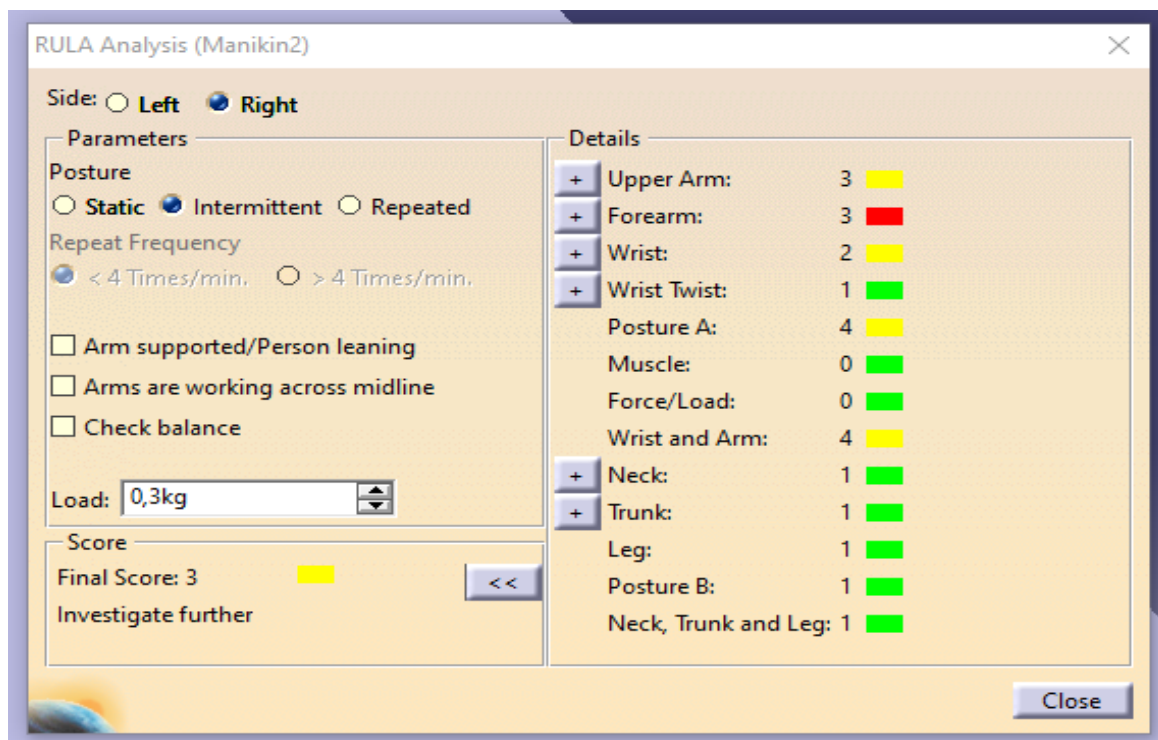 RULA Analysis (Manikin2)
Side: Left Right
Parameters
Posture
Static Intermittent Repeated
Repeat Frequency
< 4 Times/min. > 4 Times/min.
Arm supported/Person leaning
Arms are working across midline
Check balance
Load: 0,3kg
Score
Final Score: 3
<<
Investigate further
Details
+ Upper Arm: 3
+ Forearm: 3
+ Wrist: 2
+ Wrist Twist: 1
Posture A: 4
Muscle: 0
Force/Load: 0
Wrist and Arm: 4
+ Neck: 1
+ Trunk: 1
Leg: 1
Posture B: 1
Neck, Trunk and Leg: 1
Close